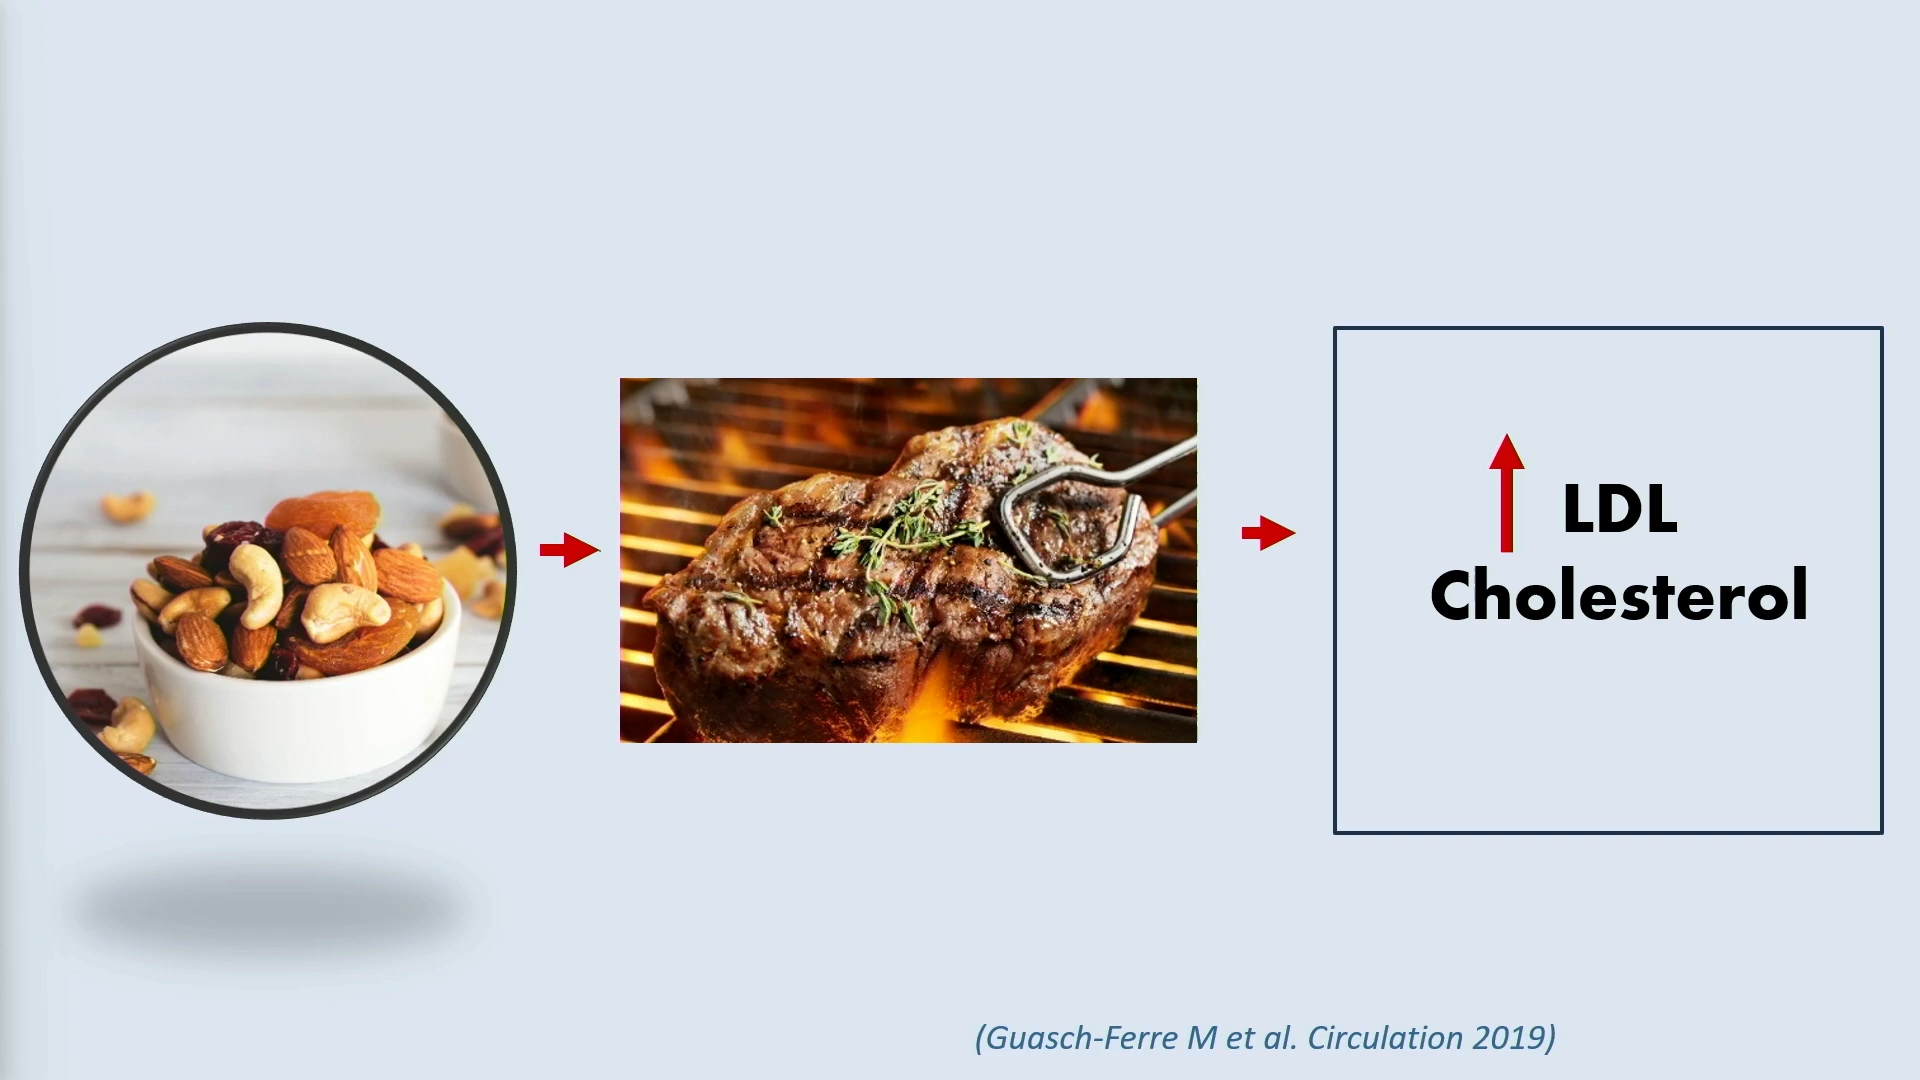 LDL
Cholesterol
(Guasch-Ferre M et al. Circulation 2019)